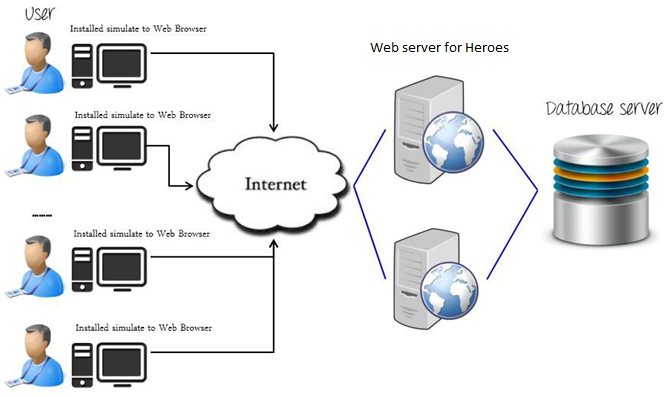 User
Installed simulate to Web Browser
Installed simulate to Web Browser
........
Installed simulate to Web Browser
Installed simulate to Web Browser
Internet
Web server for Heroes
Database server